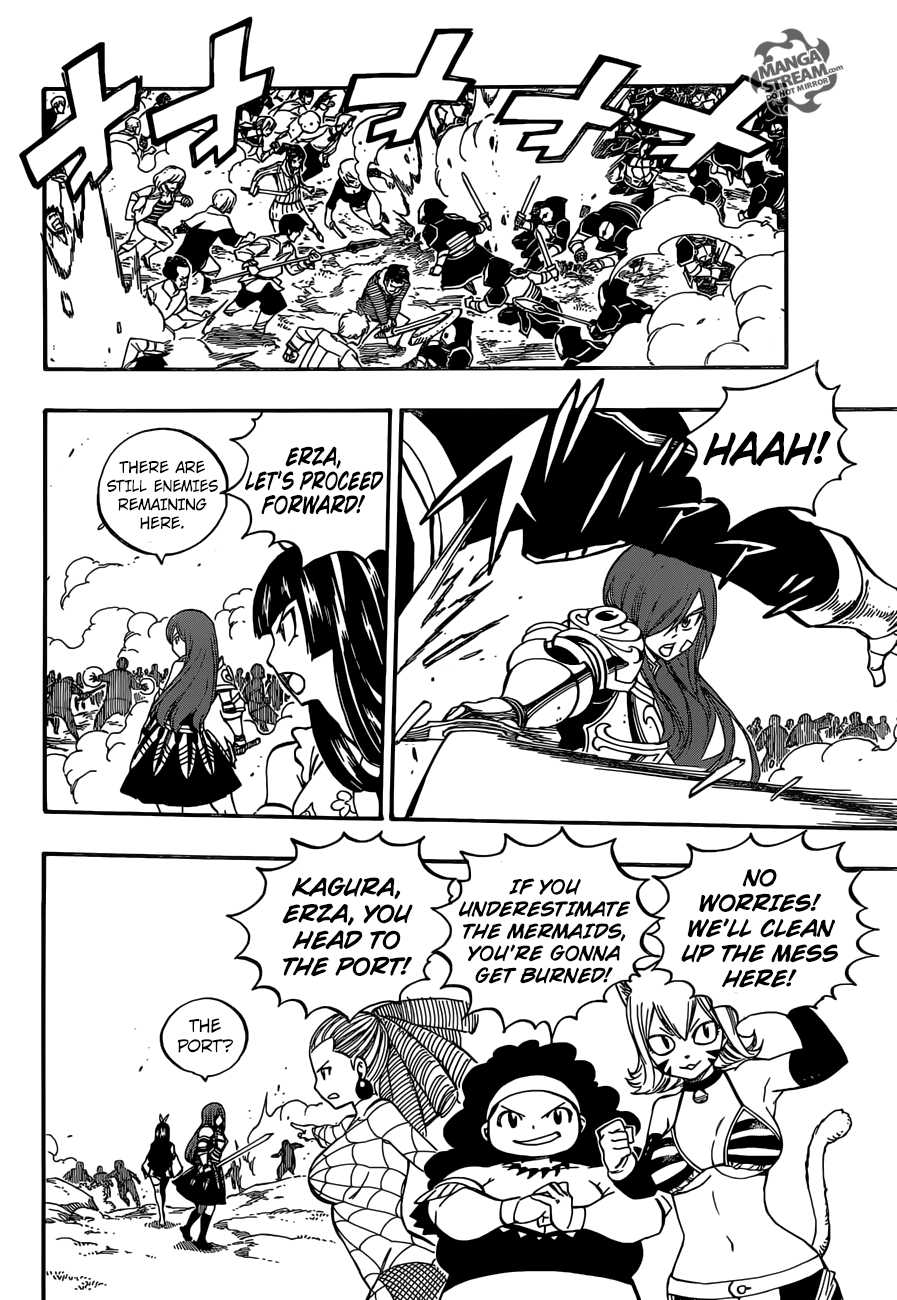 オオオオオ
MANGA
STREAM.com
DO NOT MIRROR
HAAH!
ERZA,
LET'S PROCEED
FORWARD!
THERE ARE
STILL ENEMIES
REMAINING
HERE.
NO
WORRIES!
WE'LL CLEAN
UP THE MESS
HERE!
IF YOU
UNDERESTIMATE
THE MERMAIDS,
YOU'RE GONNA
GET BURNED!
KAGURA,
ERZA, YOU
HEAD TO
THE PORT!
THE
PORT?